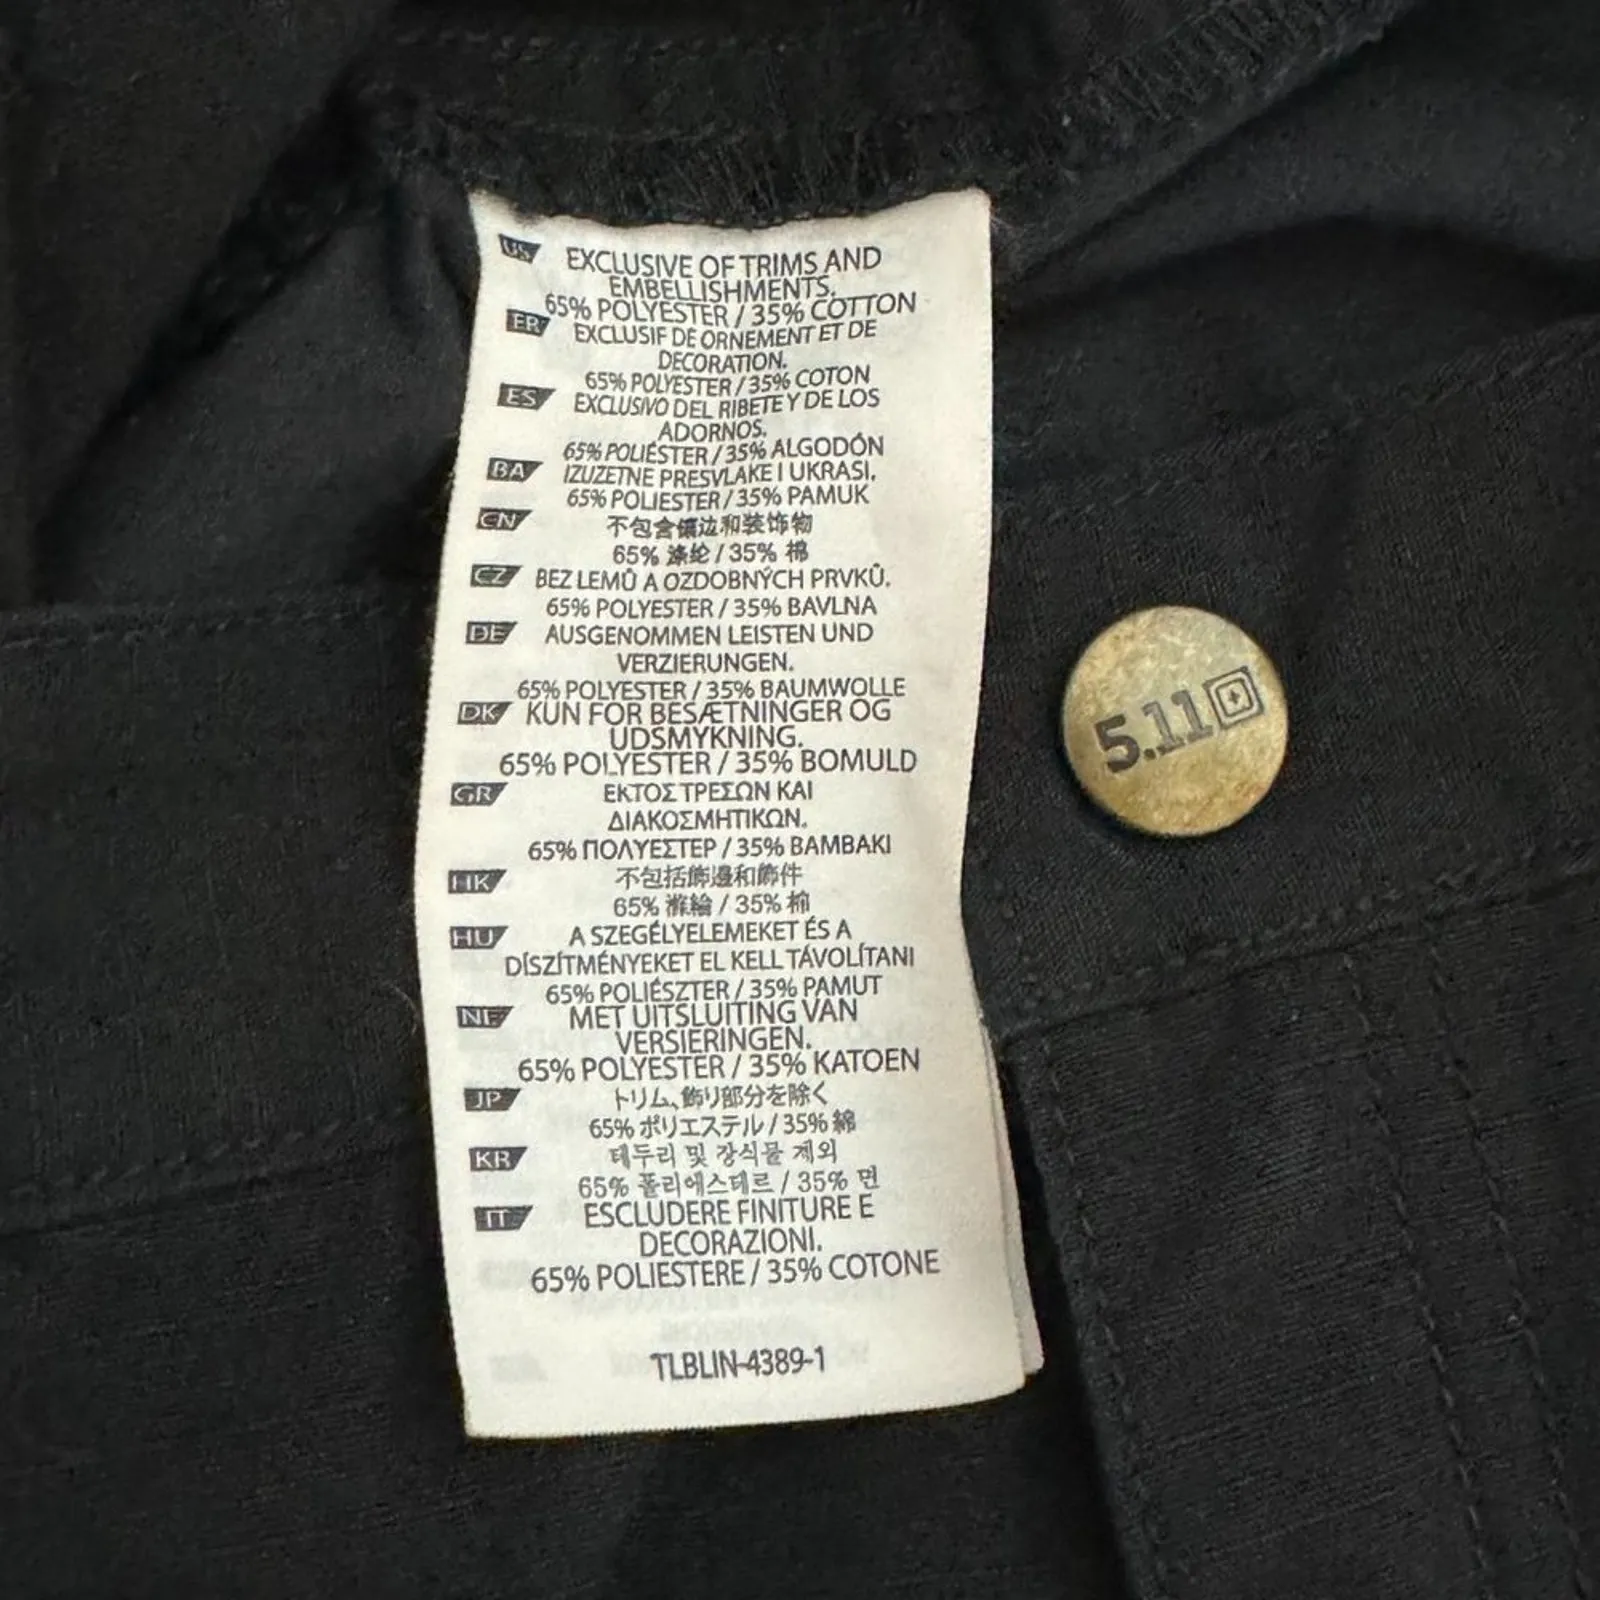 US EXCLUSIVE OF TRIMS AND
EMBELLISHMENTS.
65% POLYESTER / 35% COTTON
FR EXCLUSIF DE ORNEMENT ET DE
DECORATION.
65% POLYESTER / 35% COTON
ES EXCLUSIVO DEL RIBETE Y DE LOS
ADORNOS.
65% POLIÉSTER / 35% ALGODÓN
BA IZUZETNE PRESVLAKE I UKRASI.
65% POLIESTER / 35% PAMUK
CN 不包含镶边和装饰物
65% 涤纶 / 35% 棉
CZ BEZ LEMŮ A OZDOBNÝCH PRVKŮ.
65% POLYESTER / 35% BAVLNA
DE AUSGENOMMEN LEISTEN UND
VERZIERUNGEN.
65% POLYESTER / 35% BAUMWOLLE
DK KUN FOR BESÆTNINGER OG
UDSMYKNING.
65% POLYESTER / 35% BOMULD
GR ΕΚΤΟΣ ΤΡΕΣΩΝ ΚΑΙ
ΔΙΑΚΟΣΜΗΤΙΚΩΝ.
65% ΠΟΛΥΕΣΤΕΡ / 35% ΒΑΜΒΑΚΙ
HK 不包括飾邊和飾件
65% / 35% 棉
HU A SZEGÉLYELEMEKET ÉS A
DÍSZÍTMÉNYEKET EL KELL TÁVOLÍTANI
65% POLIÉSZTER / 35% PAMUT
NE MET UITSLUITING VAN
VERSIERINGEN.
65% POLYESTER / 35% KATOEN
JP トリム、飾り部分を除く
65% ポリエステル / 35% 綿
KR 테두리 및 장식물 제외
65% 폴리에스테르 / 35% 면
IT ESCLUDERE FINITURE E
DECORAZIONI.
65% POLIESTERE / 35% COTONE
TLBLIN-4389-1
5.11